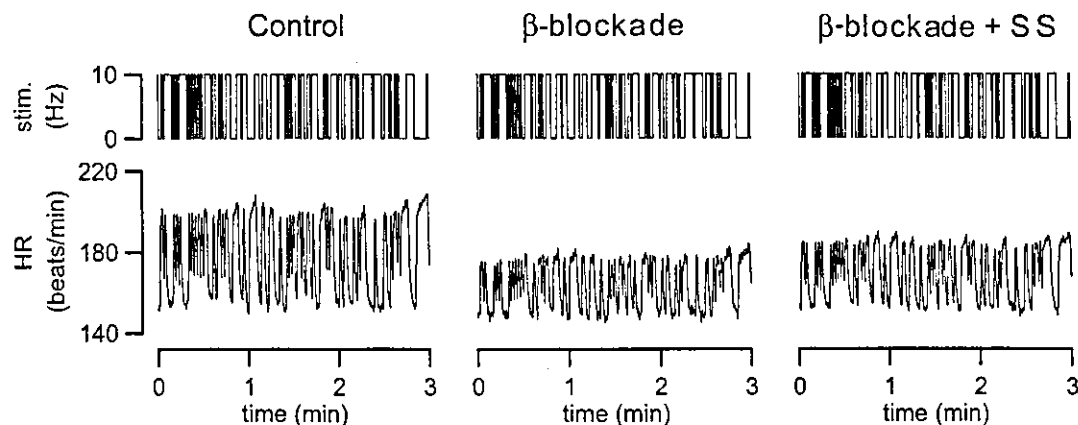 Control
β-blockade
β-blockade + SS
stim.
(Hz)
10
0
HR
(beats/min)
220
180
140
0 1 2 3
time (min)
0 1 2 3
time (min)
0 1 2 3
time (min)